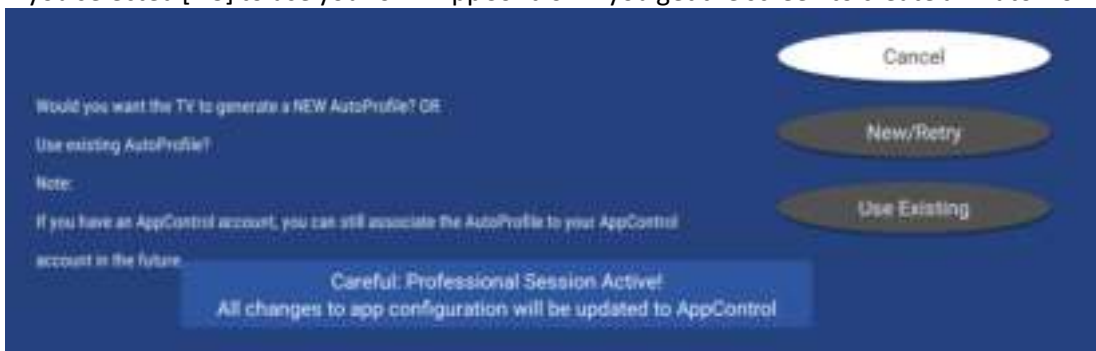 Cancel
Would you want the TV to generate a NEW AutoProfile? OR
New/Retry
Use existing AutoProfile?
Note:
If you have an AppControl account, you can still associate the AutoProfile to your AppControl
Use Existing
account in the future
Careful: Professional Session Active!
All changes to app configuration will be updated to AppControl